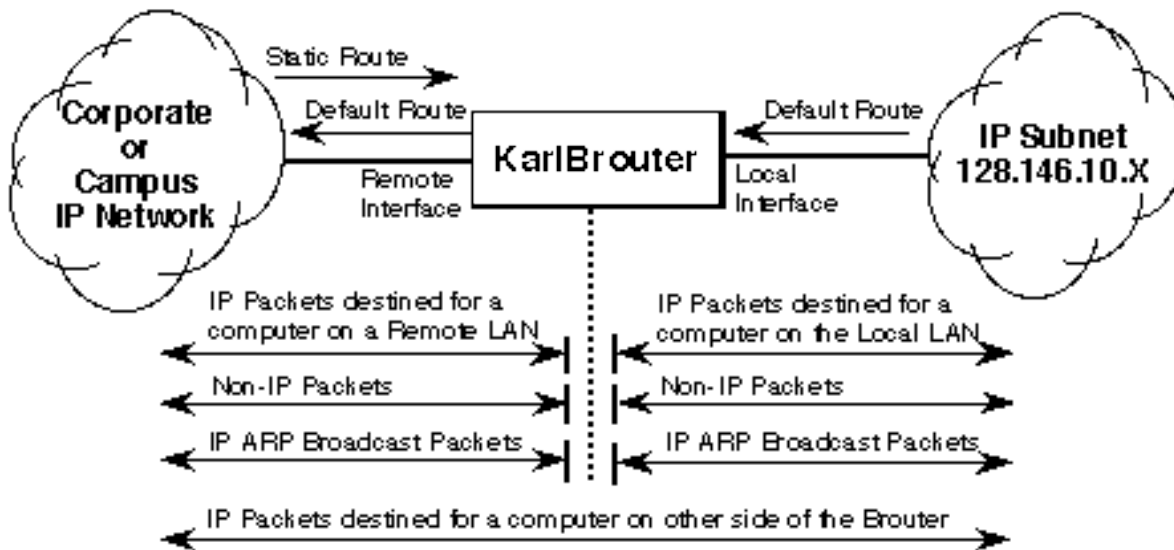 Static Route
Corporate
or
Campus
IP Network
Default Route
KarlBrouter
Default Route
IP Subnet
128.146.10.X
Remote
Interface
Local
Interface
IP Packets destined for a
computer on a Remote LAN
IP Packets destined for a
computer on the Local LAN
Non-IP Packets
Non-IP Packets
IP ARP Broadcast Packets
IP ARP Broadcast Packets
IP Packets destined for a computer on other side of the Brouter